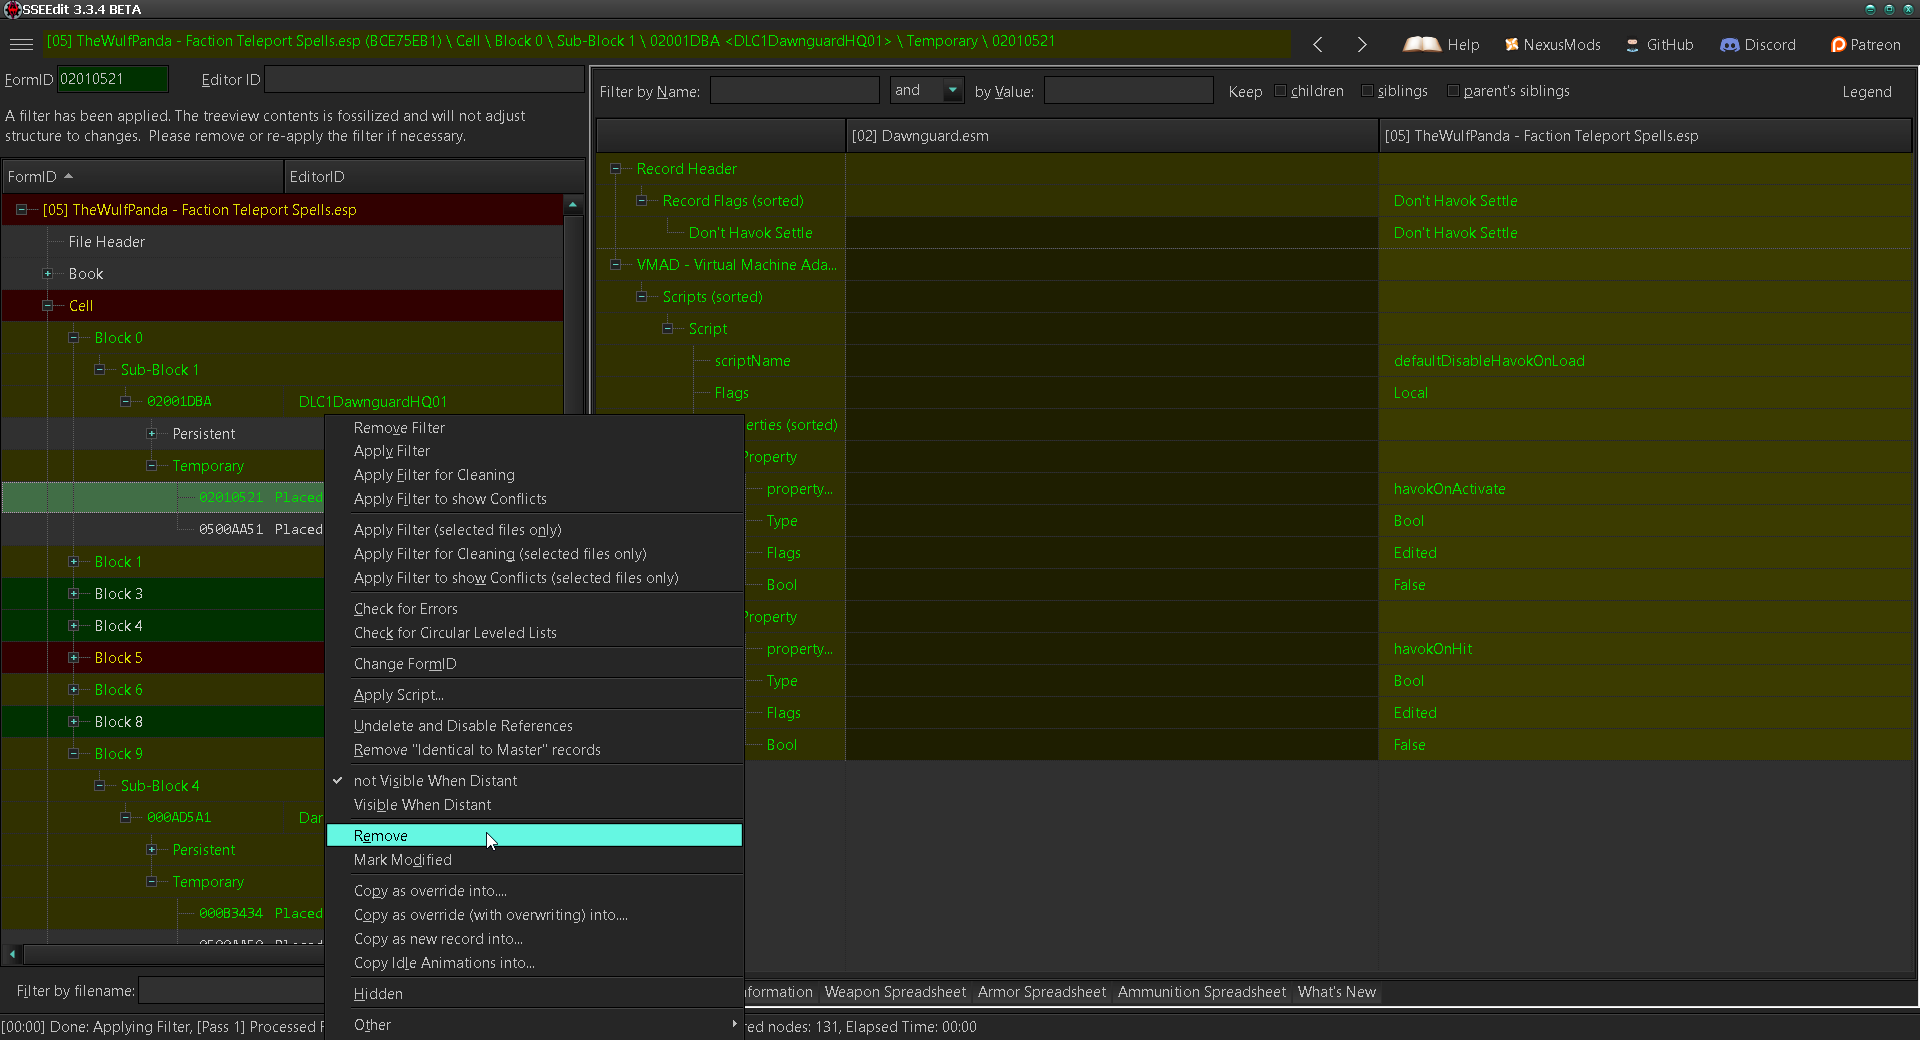 SSEEdit 3.3.4 BETA
[05] TheWulfPanda - Faction Teleport Spells.esp (BCE75EB1) \ Cell \ Block 0 \ Sub-Block 1 \ 02001DBA <DLC1DawnguardHQ01> \ Temporary \ 02010521
Help NexusMods GitHub Discord Patreon
FormID 02010521 Editor ID
A filter has been applied. The treeview contents is fossilized and will not adjust
structure to changes. Please remove or re-apply the filter if necessary.
FormID EditorID
[05] TheWulfPanda - Faction Teleport Spells.esp
File Header
Book
Cell
Block 0
Sub-Block 1
02001DBA DLC1DawnguardHQ01
Persistent
Temporary
02010521 Placed
0500AA51 Placed
Block 1
Block 3
Block 4
Block 5
Block 6
Block 8
Block 9
Sub-Block 4
000AD5A1 Dar
Persistent
Temporary
000B3434 Placed
Filter by filename:
[00:00] Done: Applying Filter, [Pass 1] Processed
Remove Filter
Apply Filter
Apply Filter for Cleaning
Apply Filter to show Conflicts
Apply Filter (selected files only)
Apply Filter for Cleaning (selected files only)
Apply Filter to show Conflicts (selected files only)
Check for Errors
Check for Circular Leveled Lists
Change FormID
Apply Script...
Undelete and Disable References
Remove "Identical to Master" records
not Visible When Distant
Visible When Distant
Remove
Mark Modified
Copy as override into....
Copy as override (with overwriting) into....
Copy as new record into...
Copy Idle Animations into...
Hidden
Other
Filter by Name: and by Value: Keep children siblings parent's siblings Legend
[02] Dawnguard.esm [05] TheWulfPanda - Faction Teleport Spells.esp
Record Header
Record Flags (sorted) Don't Havok Settle
Don't Havok Settle Don't Havok Settle
VMAD - Virtual Machine Ada...
Scripts (sorted)
Script
scriptName defaultDisableHavokOnLoad
Flags Local
erties (sorted)
Property
property... havokOnActivate
Type Bool
Flags Edited
Bool False
Property
property... havokOnHit
Type Bool
Flags Edited
Bool False
formation Weapon Spreadsheet Armor Spreadsheet Ammunition Spreadsheet What's New
red nodes: 131, Elapsed Time: 00:00